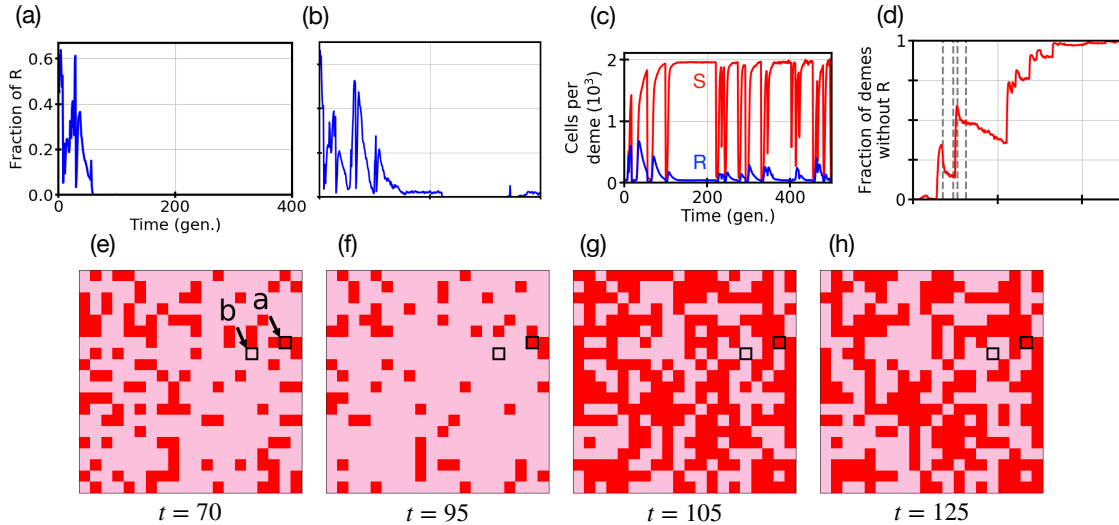 (a)
Fraction of R
0.6
0.4
0.2
0.0
0
200
400
Time (gen.)
(b)
(c)
Cells per
deme (10³)
2
1
0
S
R
0
200
400
Time (gen.)
(d)
Fraction of demes
without R
1
0
(e)
b
a
t = 70
(f)
t = 95
(g)
t = 105
(h)
t = 125